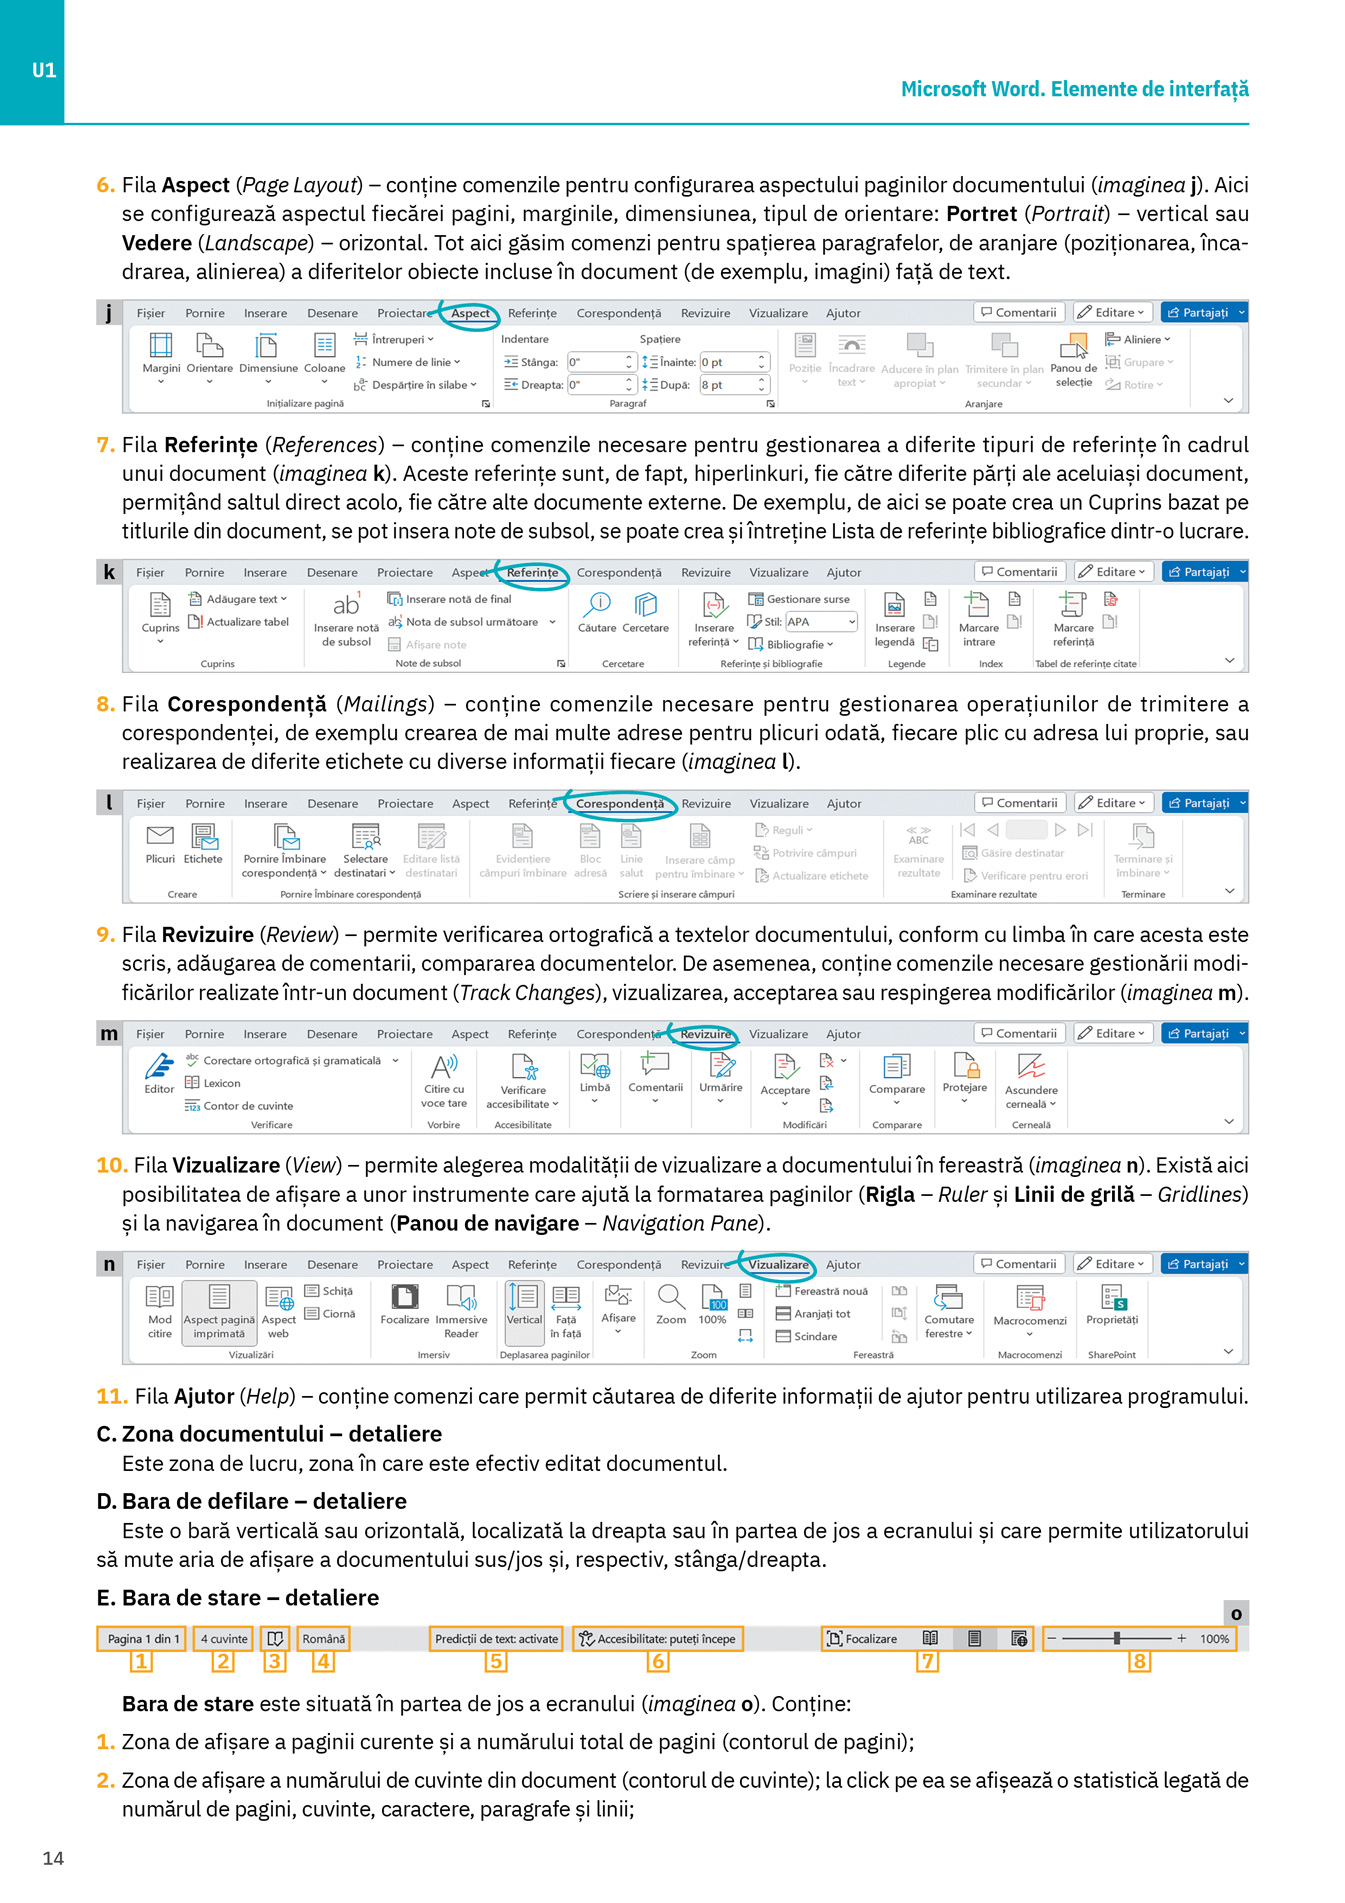 U1
Microsoft Word. Elemente de interfață
6. Fila Aspect (Page Layout) – conține comenzile pentru configurarea aspectului paginilor documentului (imaginea j). Aici
se configurează aspectul fiecărei pagini, marginile, dimensiunea, tipul de orientare: Portret (Portrait) – vertical sau
Vedere (Landscape) – orizontal. Tot aici găsim comenzi pentru spațierea paragrafelor, de aranjare (poziționarea, înca-
drarea, alinierea) a diferitelor obiecte incluse în document (de exemplu, imagini) față de text.
j Fișier Pornire Inserare Desenare Proiectare Aspect Referințe Corespondență Revizuire Vizualizare Ajutor Comentarii Editare Partajați
Întreruperi Indentare Spațiere Aliniere
Margini Orientare Dimensiune Coloane Numere de linie Stânga: 0" Înainte: 0 pt Poziție Încadrare text Aducere în plan apropiat Trimitere în plan secundar Panou de selecție Grupare
Despărțire în silabe Dreapta: 0" După: 8 pt Rotire
Inițializare pagină Paragraf Aranjare
7. Fila Referințe (References) – conține comenzile necesare pentru gestionarea a diferite tipuri de referințe în cadrul
unui document (imaginea k). Aceste referințe sunt, de fapt, hiperlinkuri, fie către diferite părți ale aceluiași document,
permițând saltul direct acolo, fie către alte documente externe. De exemplu, de aici se poate crea un Cuprins bazat pe
titlurile din document, se pot insera note de subsol, se poate crea și întreține Lista de referințe bibliografice dintr-o lucrare.
k Fișier Pornire Inserare Desenare Proiectare Aspect Referințe Corespondență Revizuire Vizualizare Ajutor Comentarii Editare Partajați
Adăugare text ab1 Inserare notă de final Gestionare surse
Cuprins Actualizare tabel Inserare notă de subsol Nota de subsol următoare Căutare Cercetare Inserare referință Stil: APA Inserare legendă Marcare intrare Marcare referință
Afișare note Bibliografie
Cuprins Note de subsol Cercetare Referințe și bibliografie Legende Index Tabel de referințe citate
8. Fila Corespondență (Mailings) – conține comenzile necesare pentru gestionarea operațiunilor de trimitere a
corespondenței, de exemplu crearea de mai multe adrese pentru plicuri odată, fiecare plic cu adresa lui proprie, sau
realizarea de diferite etichete cu diverse informații fiecare (imaginea l).
l Fișier Pornire Inserare Desenare Proiectare Aspect Referințe Corespondență Revizuire Vizualizare Ajutor Comentarii Editare Partajați
Reguli ABC
Plicuri Etichete Pornire Îmbinare corespondență Selectare destinatari Editare listă destinatari Evidențiere câmpuri îmbinare Bloc adresă Linie salut Inserare câmp pentru îmbinare Potrivire câmpuri Examinare rezultate Găsire destinatar Terminare și îmbinare
Actualizare etichete Verificare pentru erori
Creare Pornire Îmbinare corespondență Scriere și inserare câmpuri Examinare rezultate Terminare
9. Fila Revizuire (Review) – permite verificarea ortografică a textelor documentului, conform cu limba în care acesta este
scris, adăugarea de comentarii, compararea documentelor. De asemenea, conține comenzile necesare gestionării modi-
ficărilor realizate într-un document (Track Changes), vizualizarea, acceptarea sau respingerea modificărilor (imaginea m).
m Fișier Pornire Inserare Desenare Proiectare Aspect Referințe Corespondență Revizuire Vizualizare Ajutor Comentarii Editare Partajați
abc Corectare ortografică și gramaticală
Editor Lexicon Citire cu voce tare Verificare accesibilitate Limbă Comentarii Urmărire Acceptare Comparare Protejare Ascundere cerneală
123 Contor de cuvinte
Verificare Vorbire Accesibilitate Modificări Comparare Cerneală
10. Fila Vizualizare (View) – permite alegerea modalității de vizualizare a documentului în fereastră (imaginea n). Există aici
posibilitatea de afișare a unor instrumente care ajută la formatarea paginilor (Rigla – Ruler și Linii de grilă – Gridlines)
și la navigarea în document (Panou de navigare – Navigation Pane).
n Fișier Pornire Inserare Desenare Proiectare Aspect Referințe Corespondență Revizuire Vizualizare Ajutor Comentarii Editare Partajați
Schiță 100 Fereastră nouă S
Mod citire Aspect pagină imprimată Aspect web Ciornă Focalizare Immersive Reader Vertical Față în față Afișare Zoom 100% Aranjați tot Comutare ferestre Macrocomenzi Proprietăți
Scindare
Vizualizări Imersiv Deplasarea paginilor Zoom Fereastră Macrocomenzi SharePoint
11. Fila Ajutor (Help) – conține comenzi care permit căutarea de diferite informații de ajutor pentru utilizarea programului.
C. Zona documentului – detaliere
Este zona de lucru, zona în care este efectiv editat documentul.
D. Bara de defilare – detaliere
Este o bară verticală sau orizontală, localizată la dreapta sau în partea de jos a ecranului și care permite utilizatorului
să mute aria de afișare a documentului sus/jos și, respectiv, stânga/dreapta.
E. Bara de stare – detaliere
o
Pagina 1 din 1 4 cuvinte Română Predicții de text: activate Accesibilitate: puteți începe Focalizare − + 100%
1 2 3 4 5 6 7 8
Bara de stare este situată în partea de jos a ecranului (imaginea o). Conține:
1. Zona de afișare a paginii curente și a numărului total de pagini (contorul de pagini);
2. Zona de afișare a numărului de cuvinte din document (contorul de cuvinte); la click pe ea se afișează o statistică legată de
numărul de pagini, cuvinte, caractere, paragrafe și linii;
14